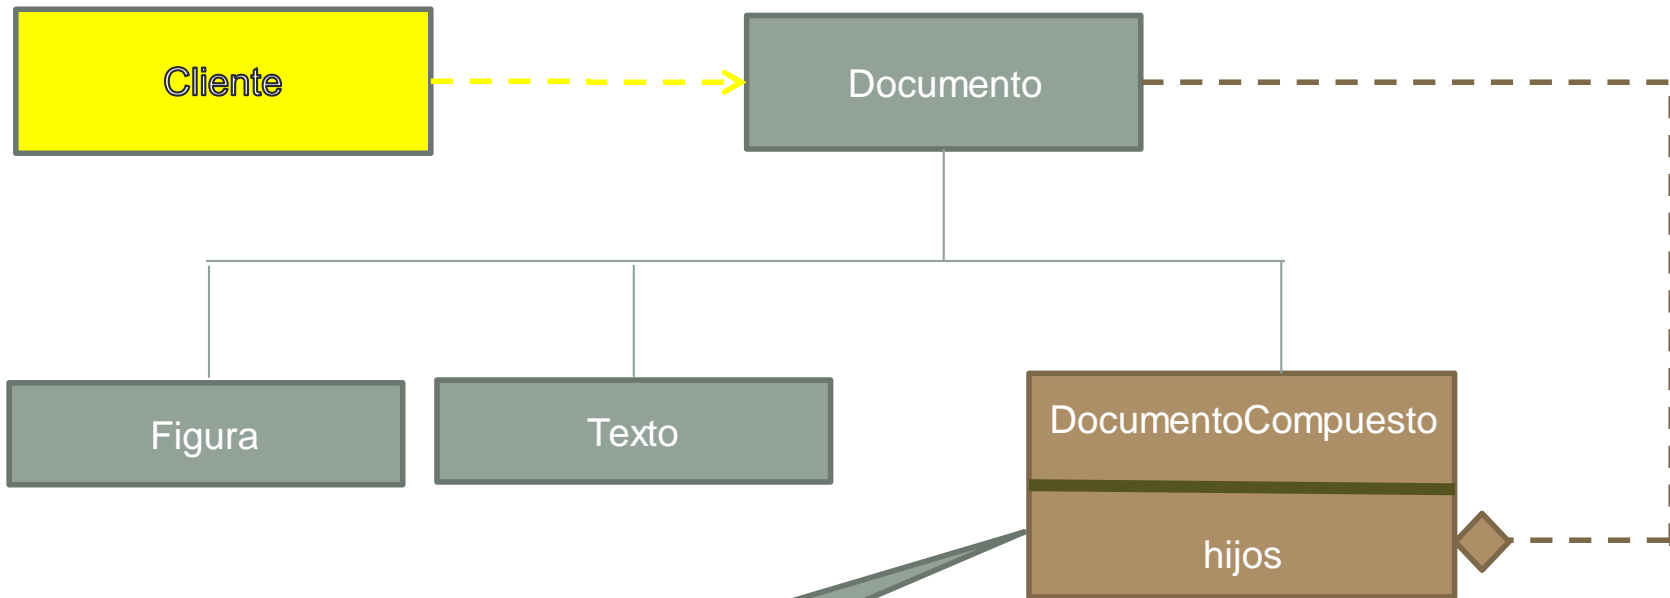 Cliente
Documento
Figura
Texto
DocumentoCompuesto
hijos